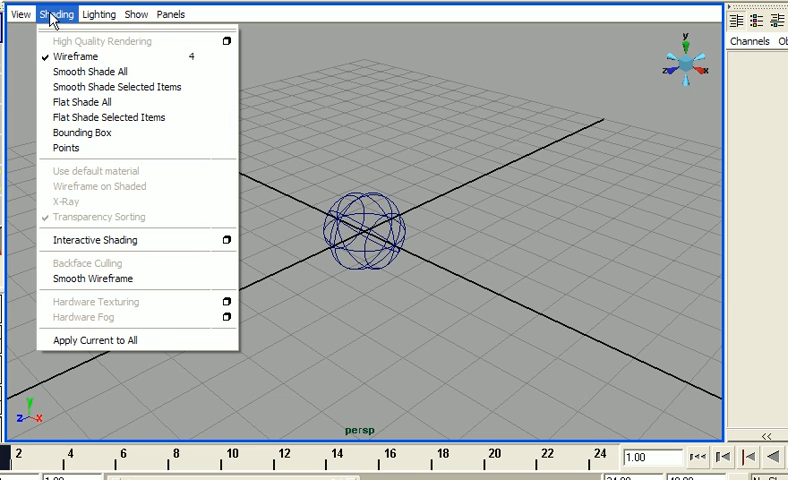 View Shading Lighting Show Panels
High Quality Rendering
Wireframe 4
Smooth Shade All
Smooth Shade Selected Items
Flat Shade All
Flat Shade Selected Items
Bounding Box
Points
Use default material
Wireframe on Shaded
X-Ray
Transparency Sorting
Interactive Shading
Backface Culling
Smooth Wireframe
Hardware Texturing
Hardware Fog
Apply Current to All
y
z x
Channels
y
z x
persp
2 4 6 8 10 12 14 16 18 20 22 24 1.00